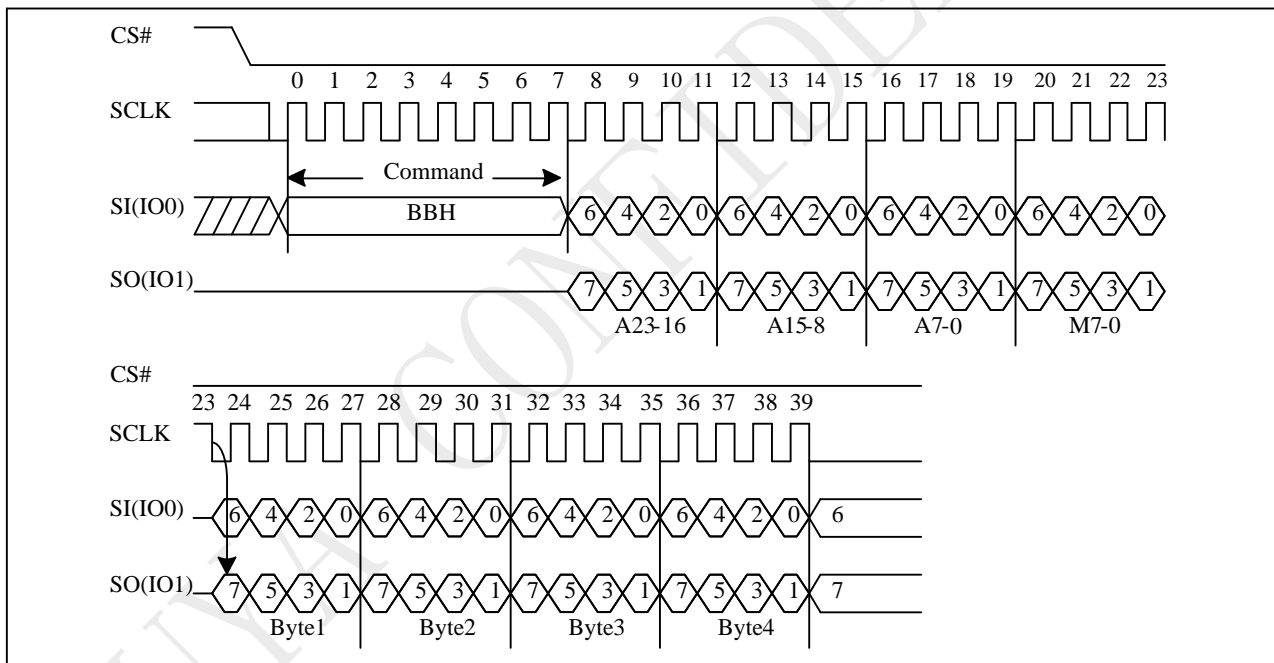 CS#
0 1 2 3 4 5 6 7 8 9 10 11 12 13 14 15 16 17 18 19 20 21 22 23
SCLK
Command
SI(IO0) BBH 6 4 2 0 6 4 2 0 6 4 2 0 6 4 2 0
SO(IO1) 7 5 3 1 7 5 3 1 7 5 3 1 7 5 3 1
A23-16 A15-8 A7-0 M7-0
CS#
23 24 25 26 27 28 29 30 31 32 33 34 35 36 37 38 39
SCLK
SI(IO0) 6 4 2 0 6 4 2 0 6 4 2 0 6 4 2 0 6
SO(IO1) 7 5 3 1 7 5 3 1 7 5 3 1 7 5 3 1 7
Byte1 Byte2 Byte3 Byte4